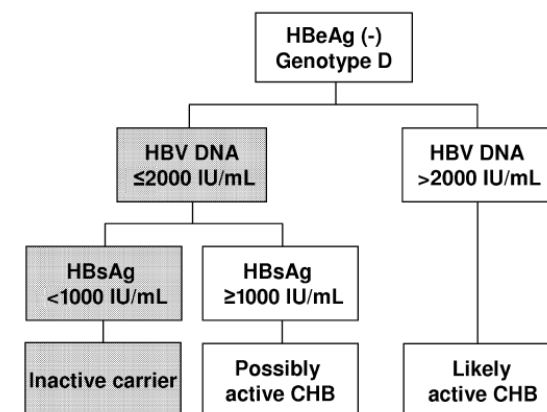 HBeAg (-)
Genotype D
HBV DNA
≤2000 IU/mL
HBV DNA
>2000 IU/mL
HBsAg
<1000 IU/mL
HBsAg
≥1000 IU/mL
Inactive carrier
Possibly
active CHB
Likely
active CHB